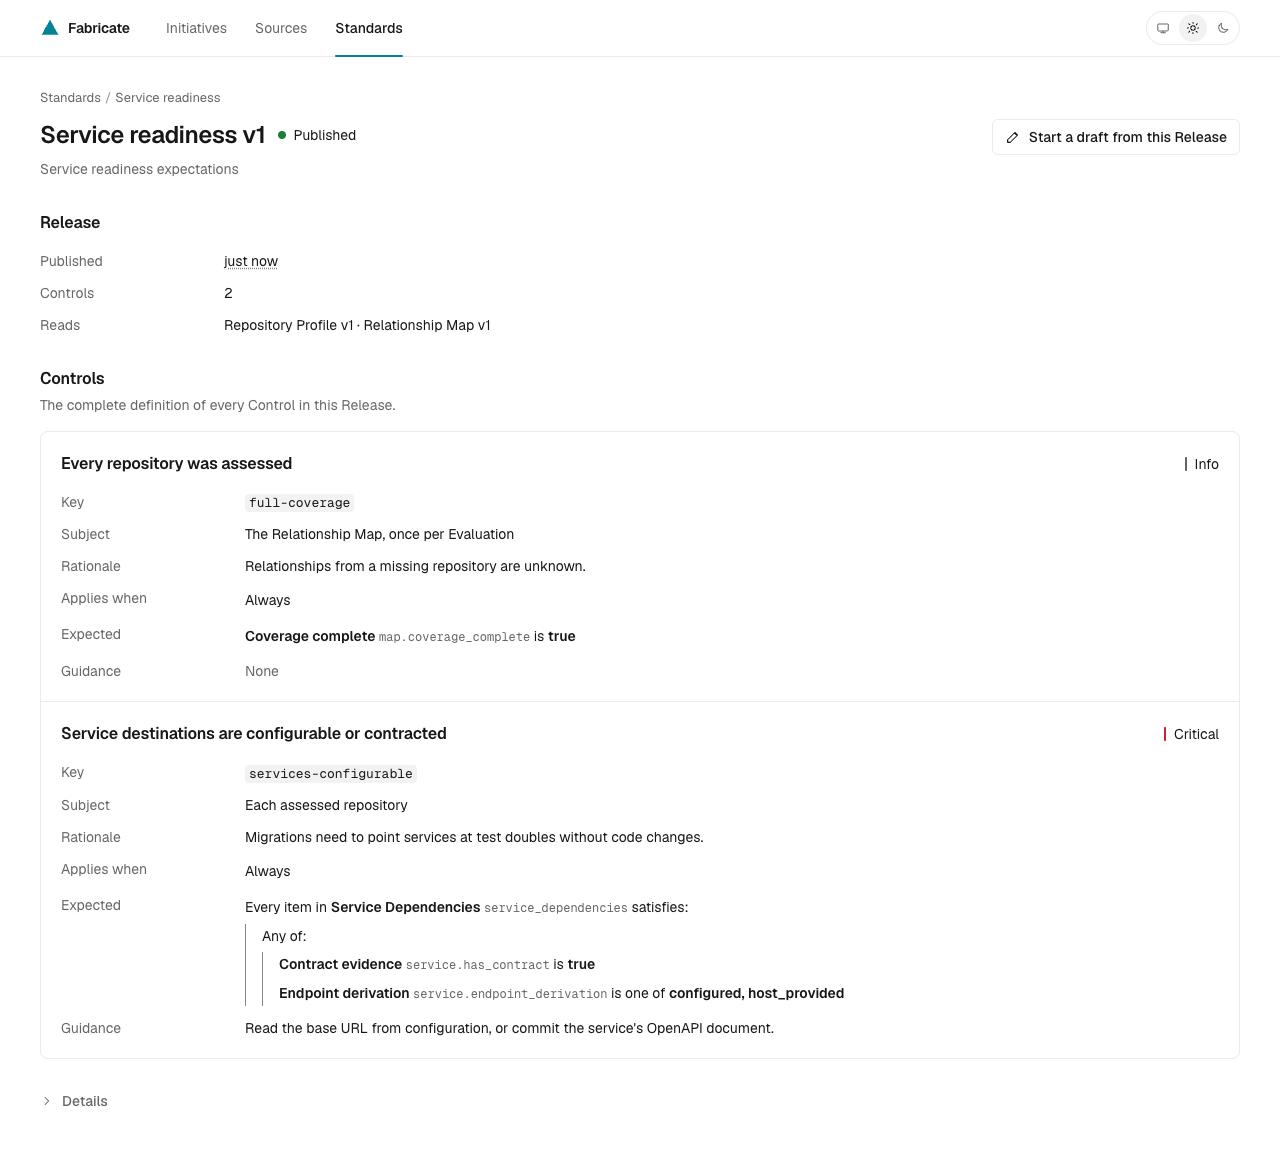 Fabricate
Initiatives
Sources
Standards
Standards / Service readiness
Service readiness v1
Published
Start a draft from this Release
Service readiness expectations
Release
Published
just now
Controls
2
Reads
Repository Profile v1 · Relationship Map v1
Controls
The complete definition of every Control in this Release.
Every repository was assessed
Info
Key
full-coverage
Subject
The Relationship Map, once per Evaluation
Rationale
Relationships from a missing repository are unknown.
Applies when
Always
Expected
Coverage complete map.coverage_complete is true
Guidance
None
Service destinations are configurable or contracted
Critical
Key
services-configurable
Subject
Each assessed repository
Rationale
Migrations need to point services at test doubles without code changes.
Applies when
Always
Expected
Every item in Service Dependencies service_dependencies satisfies:
Any of:
Contract evidence service.has_contract is true
Endpoint derivation service.endpoint_derivation is one of configured, host_provided
Guidance
Read the base URL from configuration, or commit the service's OpenAPI document.
Details